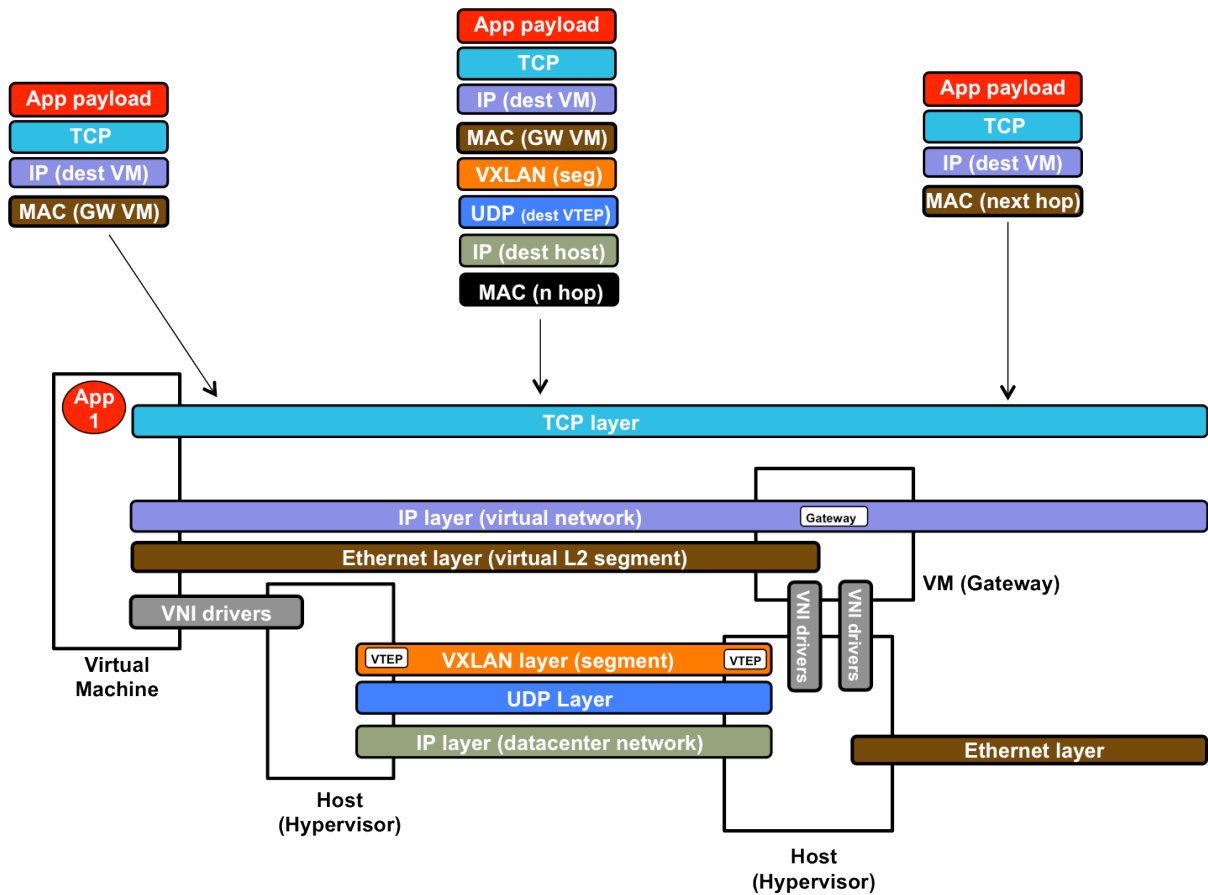 App payload
TCP
IP (dest VM)
MAC (GW VM)
App payload
TCP
IP (dest VM)
MAC (GW VM)
VXLAN (seg)
UDP (dest VTEP)
IP (dest host)
MAC (n hop)
App payload
TCP
IP (dest VM)
MAC (next hop)
App
1
TCP layer
IP layer (virtual network)
Gateway
Ethernet layer (virtual L2 segment)
VM (Gateway)
VNI drivers
VNI drivers
VNI drivers
Virtual
Machine
VTEP
VXLAN layer (segment)
VTEP
UDP Layer
IP layer (datacenter network)
Ethernet layer
Host
(Hypervisor)
Host
(Hypervisor)